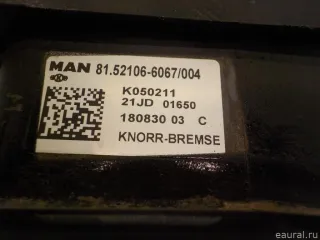 MAN 81.52106-6067/004
K050211
21JD 01650
180830 03 C
KNORR-BREMSE
eaural.ru